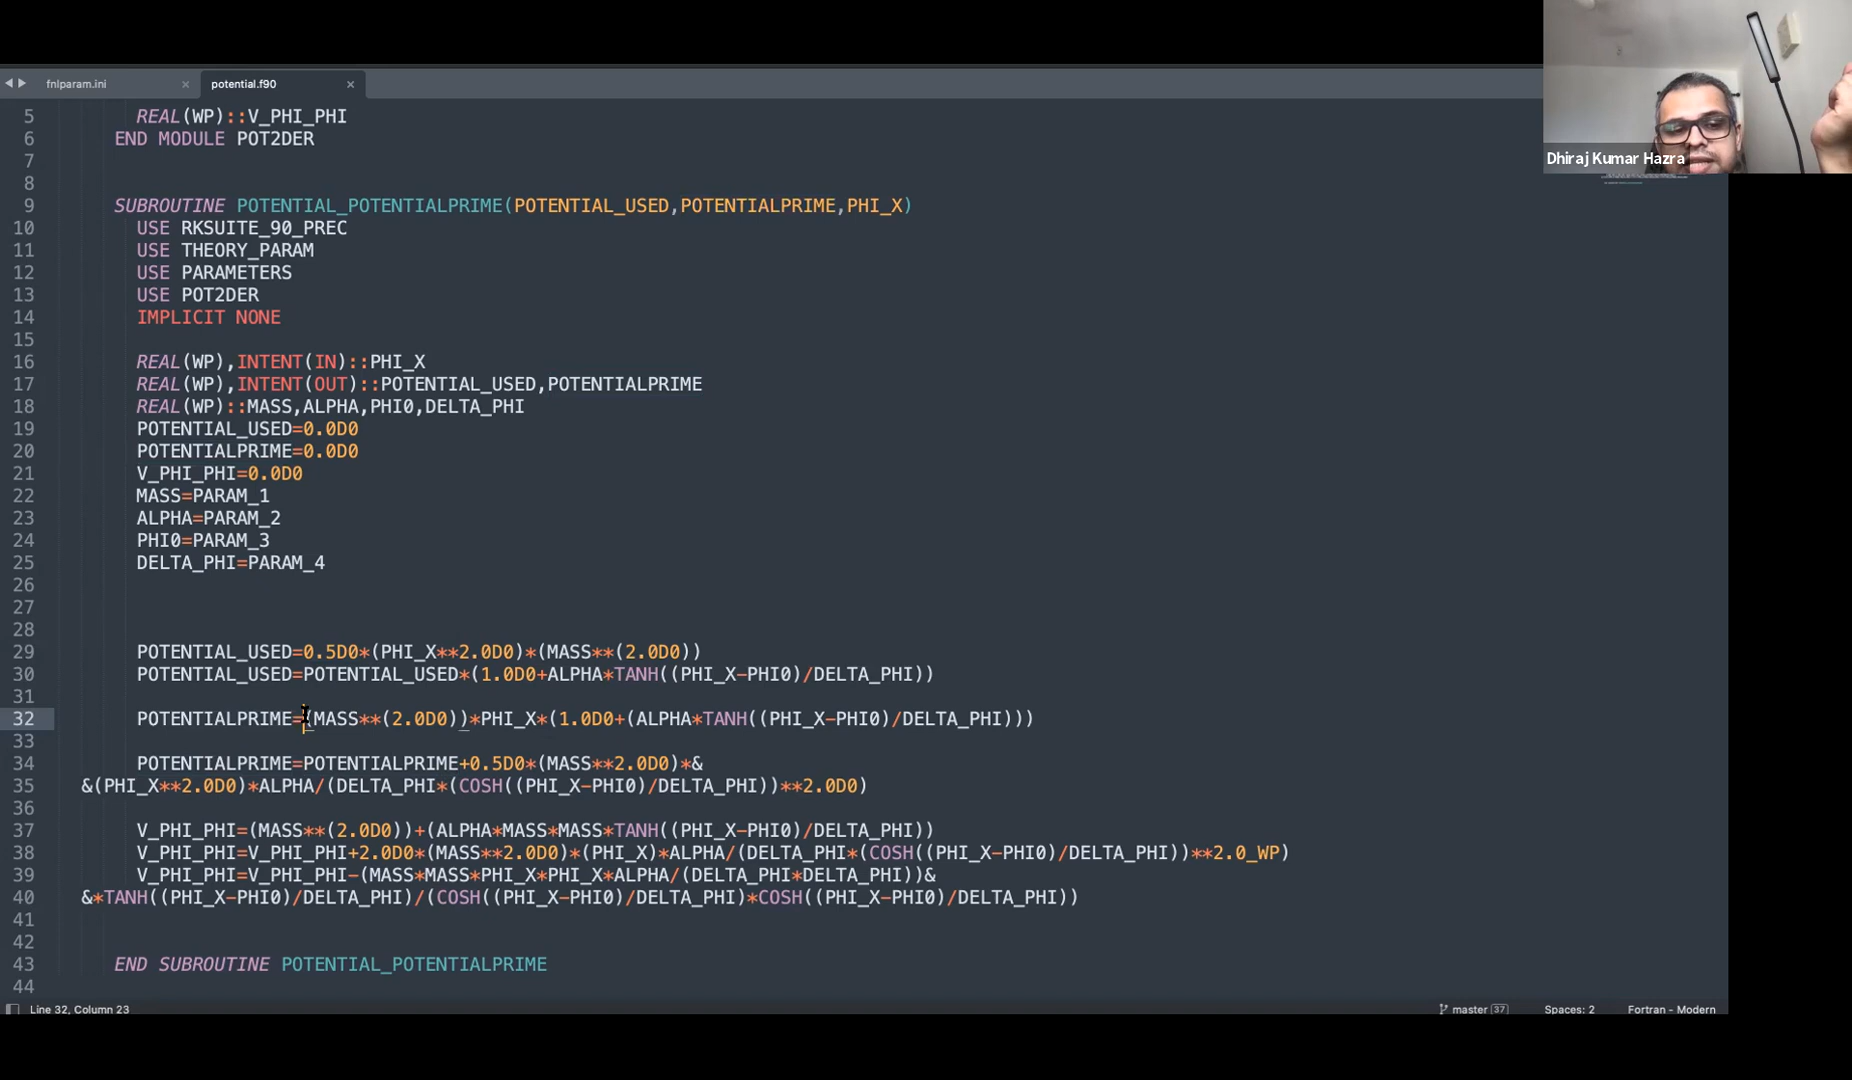 fnlparam.ini ×
potential.f90 ×
5 REAL(WP)::V_PHI_PHI
6 END MODULE POT2DER
7
8
9 SUBROUTINE POTENTIAL_POTENTIALPRIME(POTENTIAL_USED,POTENTIALPRIME,PHI_X)
10 USE RKSUITE_90_PREC
11 USE THEORY_PARAM
12 USE PARAMETERS
13 USE POT2DER
14 IMPLICIT NONE
15
16 REAL(WP),INTENT(IN)::PHI_X
17 REAL(WP),INTENT(OUT)::POTENTIAL_USED,POTENTIALPRIME
18 REAL(WP)::MASS,ALPHA,PHI0,DELTA_PHI
19 POTENTIAL_USED=0.0D0
20 POTENTIALPRIME=0.0D0
21 V_PHI_PHI=0.0D0
22 MASS=PARAM_1
23 ALPHA=PARAM_2
24 PHI0=PARAM_3
25 DELTA_PHI=PARAM_4
26
27
28
29 POTENTIAL_USED=0.5D0*(PHI_X**2.0D0)*(MASS**(2.0D0))
30 POTENTIAL_USED=POTENTIAL_USED*(1.0D0+ALPHA*TANH((PHI_X-PHI0)/DELTA_PHI))
31
32 POTENTIALPRIME=(MASS**(2.0D0))*PHI_X*(1.0D0+(ALPHA*TANH((PHI_X-PHI0)/DELTA_PHI)))
33
34 POTENTIALPRIME=POTENTIALPRIME+0.5D0*(MASS**2.0D0)*&
35 &(PHI_X**2.0D0)*ALPHA/(DELTA_PHI*(COSH((PHI_X-PHI0)/DELTA_PHI))**2.0D0)
36
37 V_PHI_PHI=(MASS**(2.0D0))+(ALPHA*MASS*MASS*TANH((PHI_X-PHI0)/DELTA_PHI))
38 V_PHI_PHI=V_PHI_PHI+2.0D0*(MASS**2.0D0)*(PHI_X)*ALPHA/(DELTA_PHI*(COSH((PHI_X-PHI0)/DELTA_PHI))**2.0_WP)
39 V_PHI_PHI=V_PHI_PHI-(MASS*MASS*PHI_X*PHI_X*ALPHA/(DELTA_PHI*DELTA_PHI))&
40 &*TANH((PHI_X-PHI0)/DELTA_PHI)/(COSH((PHI_X-PHI0)/DELTA_PHI)*COSH((PHI_X-PHI0)/DELTA_PHI))
41
42
43 END SUBROUTINE POTENTIAL_POTENTIALPRIME
44
Line 32, Column 23
master 37
Spaces: 2
Fortran - Modern
Dhiraj Kumar Hazra